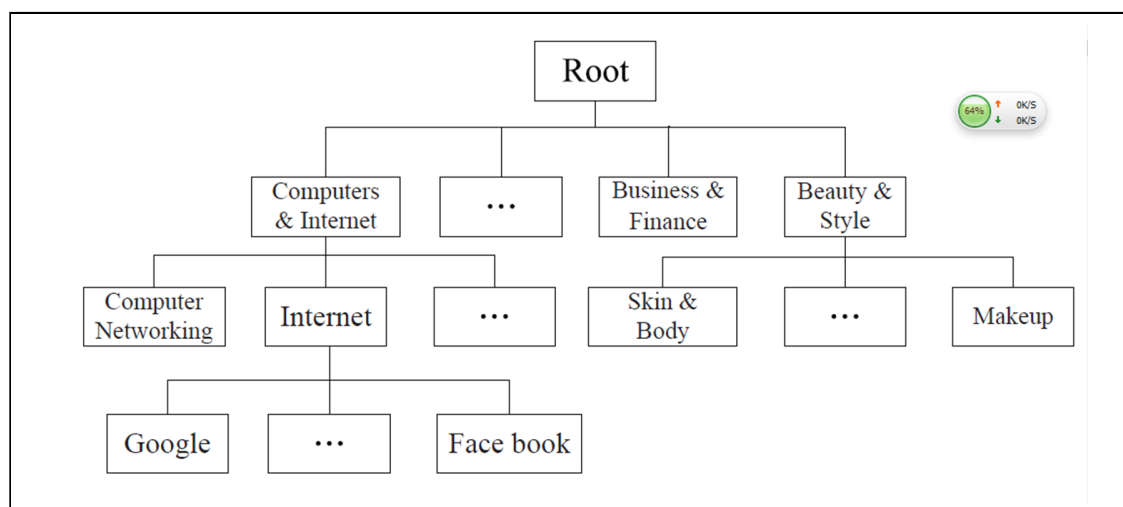 Root
64%
0K/S
0K/S
Computers
& Internet
...
Business &
Finance
Beauty &
Style
Computer
Networking
Internet
...
Skin &
Body
...
Makeup
Google
...
Face book